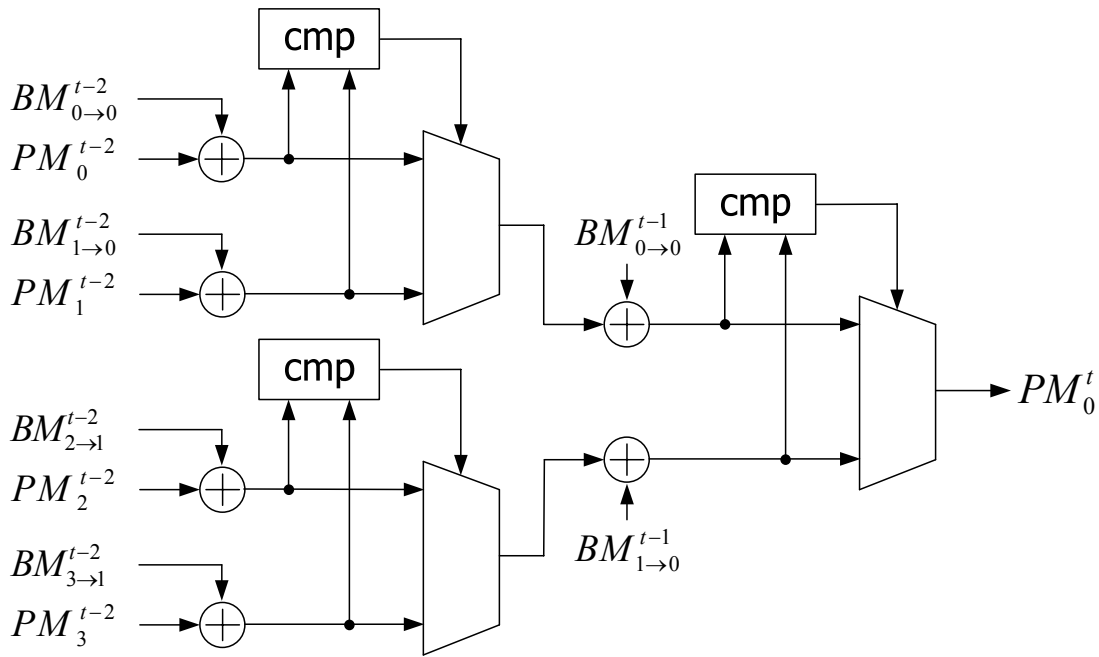 cmp
BM_{0→0}^{t-2}
PM_0^{t-2}
BM_{1→0}^{t-2}
PM_1^{t-2}
cmp
BM_{0→0}^{t-1}
cmp
BM_{2→1}^{t-2}
PM_2^{t-2}
BM_{3→1}^{t-2}
PM_3^{t-2}
BM_{1→0}^{t-1}
PM_0^t